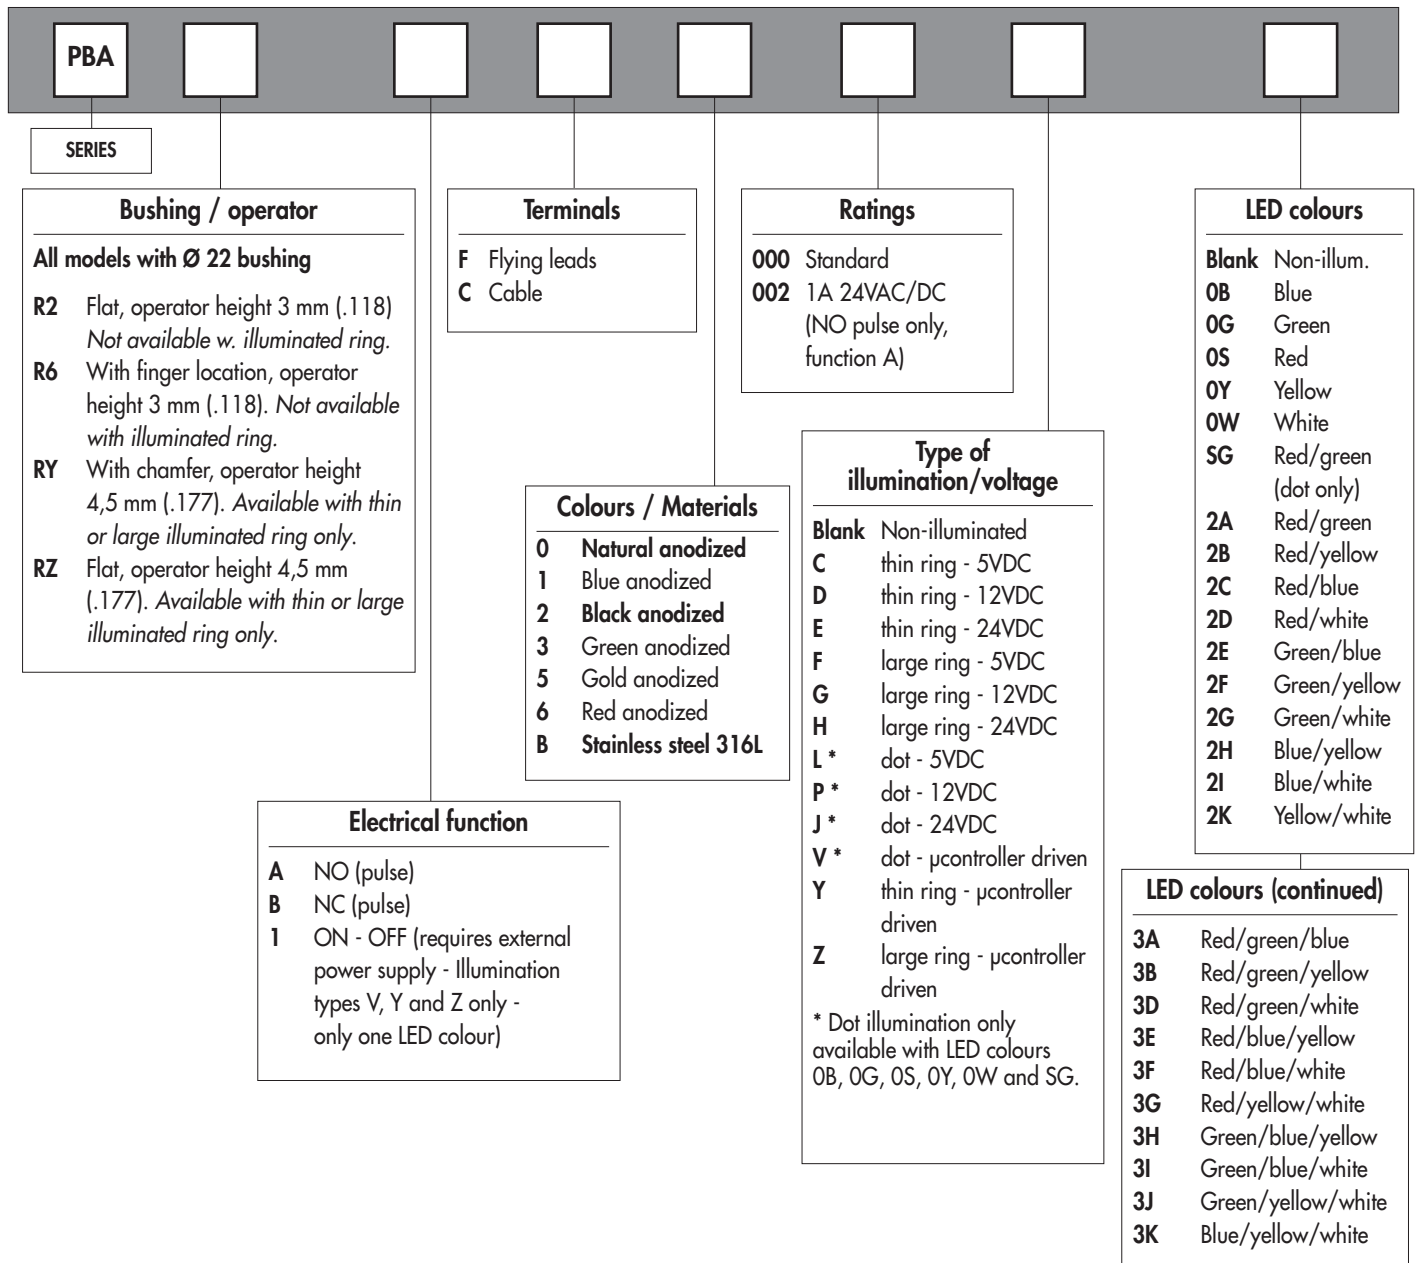 PBA
SERIES
Bushing / operator
All models with Ø 22 bushing
R2 Flat, operator height 3 mm (.118)
Not available w. illuminated ring.
R6 With finger location, operator
height 3 mm (.118). Not available
with illuminated ring.
RY With chamfer, operator height
4,5 mm (.177). Available with thin
or large illuminated ring only.
RZ Flat, operator height 4,5 mm
(.177). Available with thin or large
illuminated ring only.
Electrical function
A NO (pulse)
B NC (pulse)
1 ON - OFF (requires external
power supply - Illumination
types V, Y and Z only -
only one LED colour)
Terminals
F Flying leads
C Cable
Colours / Materials
0 Natural anodized
1 Blue anodized
2 Black anodized
3 Green anodized
5 Gold anodized
6 Red anodized
B Stainless steel 316L
Ratings
000 Standard
002 1A 24VAC/DC
(NO pulse only,
function A)
Type of
illumination/voltage
Blank Non-illuminated
C thin ring - 5VDC
D thin ring - 12VDC
E thin ring - 24VDC
F large ring - 5VDC
G large ring - 12VDC
H large ring - 24VDC
L * dot - 5VDC
P * dot - 12VDC
J * dot - 24VDC
V * dot - µcontroller driven
Y thin ring - µcontroller
driven
Z large ring - µcontroller
driven
* Dot illumination only
available with LED colours
0B, 0G, 0S, 0Y, 0W and SG.
LED colours
Blank Non-illum.
0B Blue
0G Green
0S Red
0Y Yellow
0W White
SG Red/green
(dot only)
2A Red/green
2B Red/yellow
2C Red/blue
2D Red/white
2E Green/blue
2F Green/yellow
2G Green/white
2H Blue/yellow
2I Blue/white
2K Yellow/white
LED colours (continued)
3A Red/green/blue
3B Red/green/yellow
3D Red/green/white
3E Red/blue/yellow
3F Red/blue/white
3G Red/yellow/white
3H Green/blue/yellow
3I Green/blue/white
3J Green/yellow/white
3K Blue/yellow/white